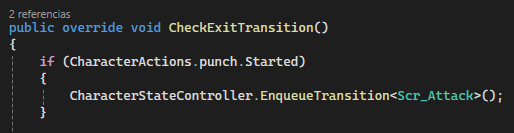 2 referencias
public override void CheckExitTransition()
{
    if (CharacterActions.punch.Started)
    {
        CharacterStateController.EnqueueTransition<Scr_Attack>();
    }